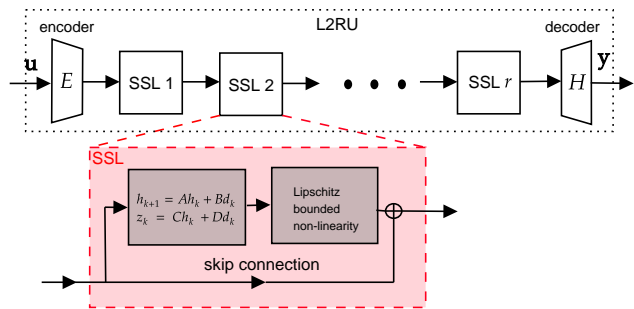 L2RU
encoder
decoder
u
E
SSL 1
SSL 2
SSL r
H
y
SSL
h_{k+1} = Ah_k + Bd_k
z_k = Ch_k + Dd_k
Lipschitz
bounded
non-linearity
skip connection